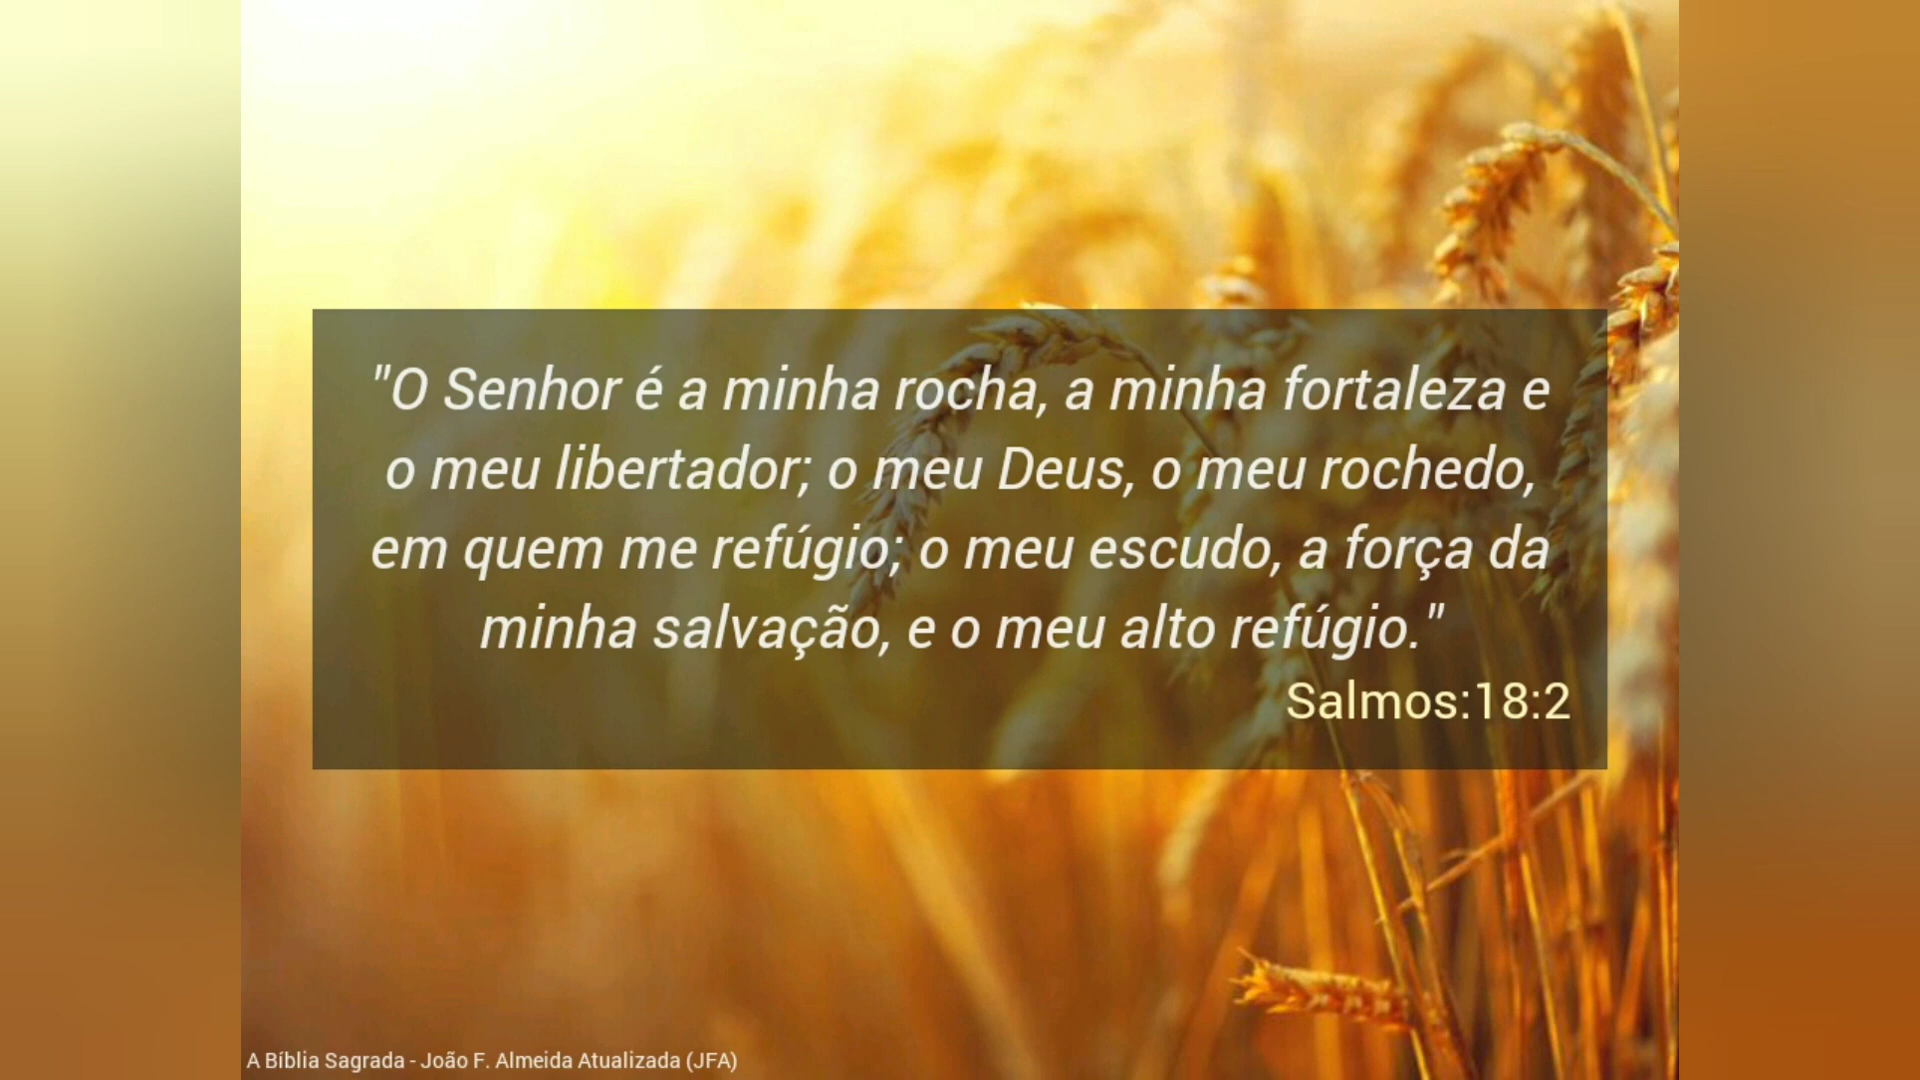 "O Senhor é a minha rocha, a minha fortaleza e
o meu libertador; o meu Deus, o meu rochedo,
em quem me refúgio; o meu escudo, a força da
minha salvação, e o meu alto refúgio."
Salmos:18:2
A Bíblia Sagrada - João F. Almeida Atualizada (JFA)